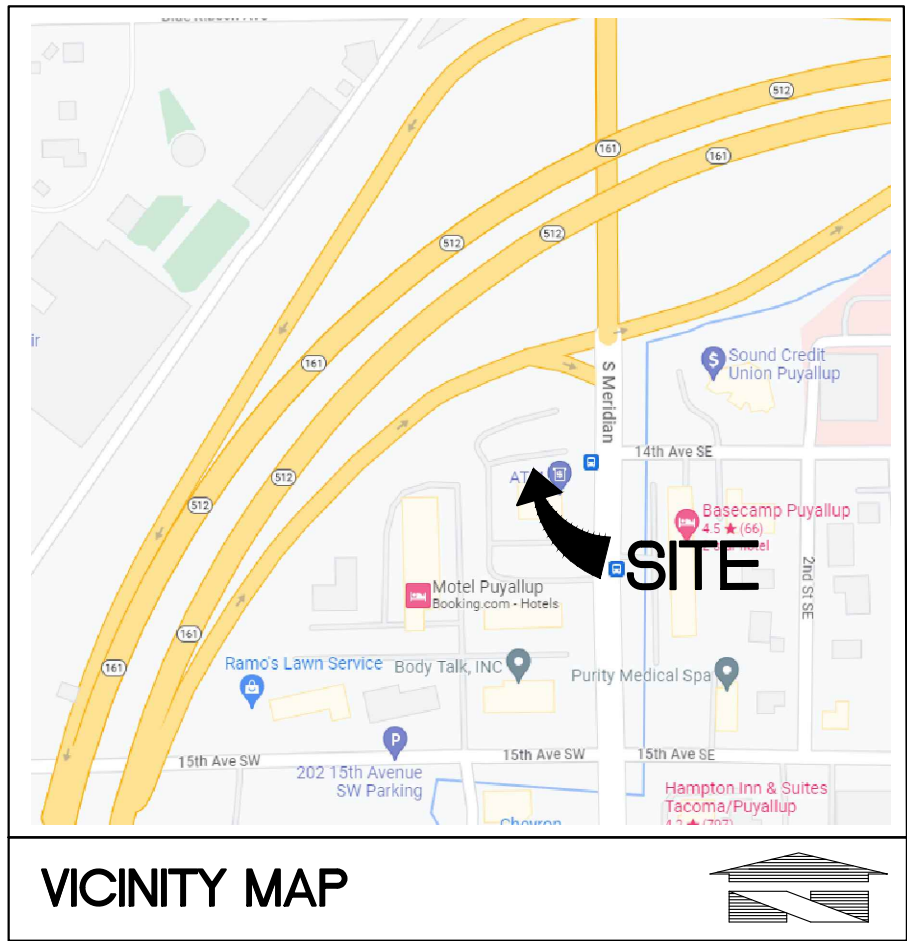 512
161
161
512
512
161
S Meridian
Sound Credit
Union Puyallup
14th Ave SE
512
512
Basecamp Puyallup
4.5 ★ (66)
SITE
2nd St SE
Motel Puyallup
Booking.com - Hotels
161
161
Ramo's Lawn Service
Body Talk, INC
Purity Medical Spa
P
15th Ave SW
15th Ave SW
15th Ave SE
202 15th Avenue
SW Parking
Hampton Inn & Suites
Tacoma/Puyallup
Chevron
VICINITY MAP